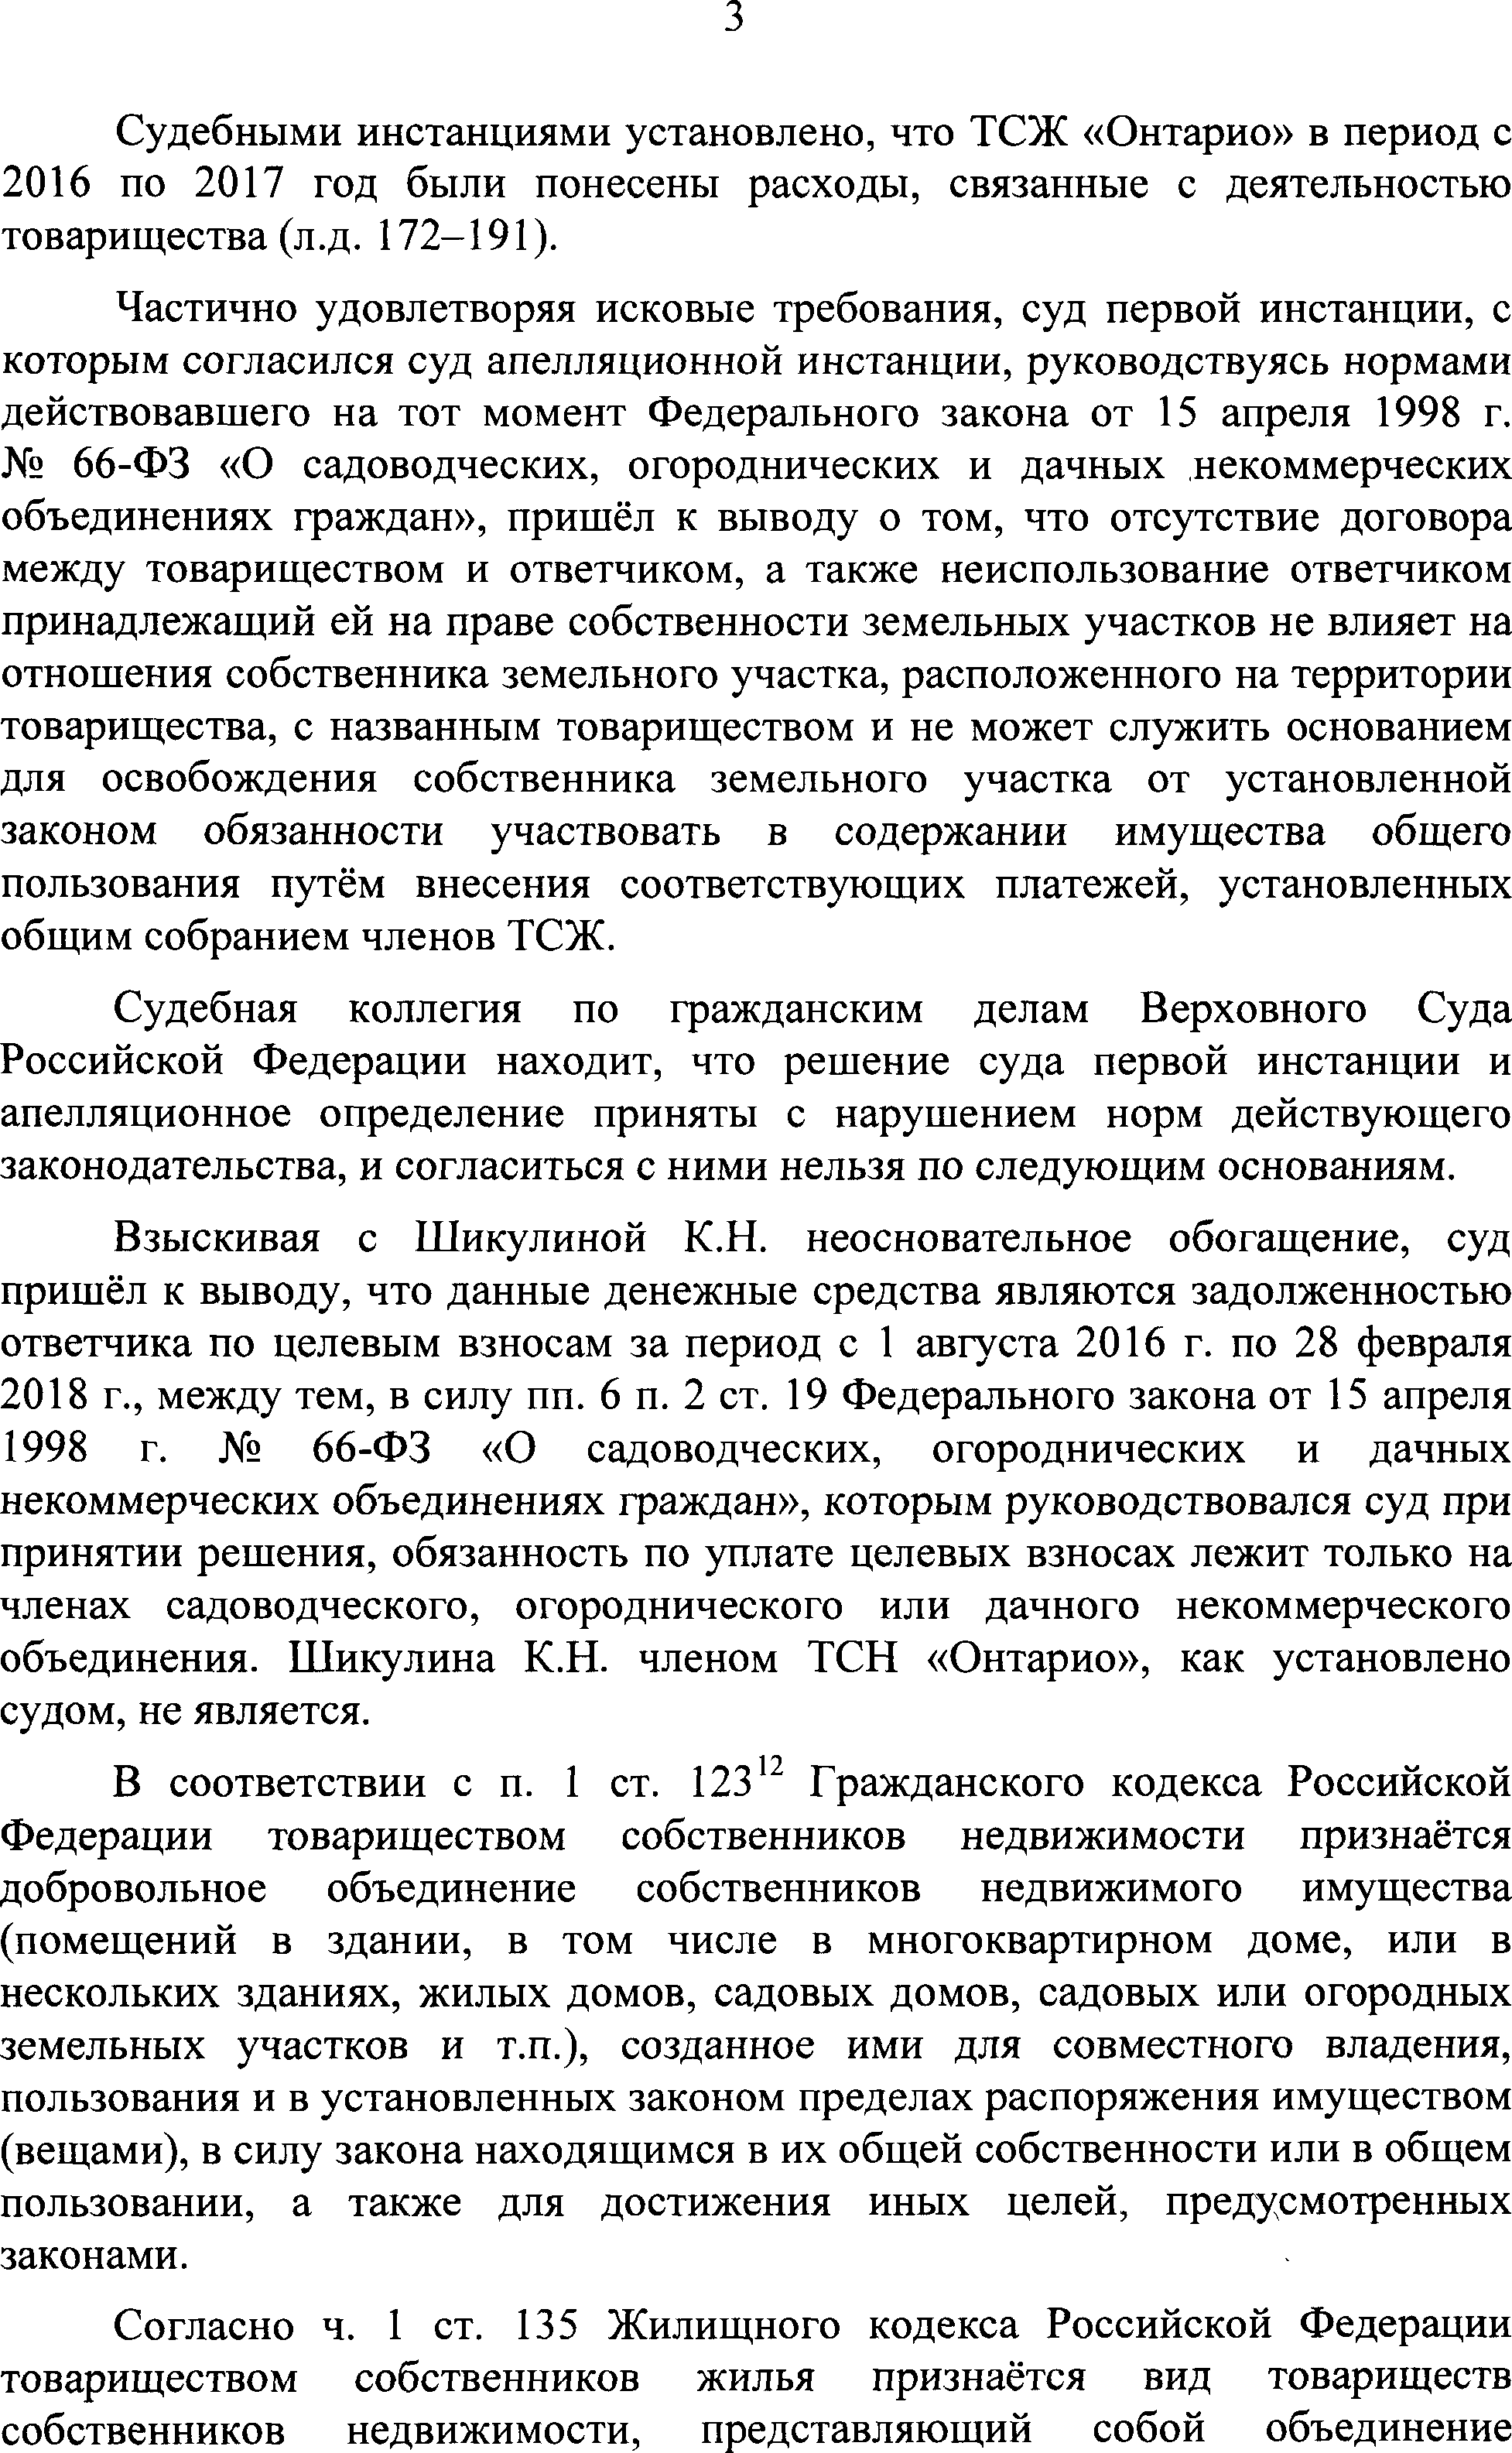 3
Судебными инстанциями установлено, что ТСЖ «Онтарио» в период с
2016 по 2017 год были понесены расходы, связанные с деятельностью
товарищества (л.д. 172–191).
Частично удовлетворяя исковые требования, суд первой инстанции, с
которым согласился суд апелляционной инстанции, руководствуясь нормами
действовавшего на тот момент Федерального закона от 15 апреля 1998 г.
№ 66-ФЗ «О садоводческих, огороднических и дачных некоммерческих
объединениях граждан», пришёл к выводу о том, что отсутствие договора
между товариществом и ответчиком, а также неиспользование ответчиком
принадлежащий ей на праве собственности земельных участков не влияет на
отношения собственника земельного участка, расположенного на территории
товарищества, с названным товариществом и не может служить основанием
для освобождения собственника земельного участка от установленной
законом обязанности участвовать в содержании имущества общего
пользования путём внесения соответствующих платежей, установленных
общим собранием членов ТСЖ.
Судебная коллегия по гражданским делам Верховного Суда
Российской Федерации находит, что решение суда первой инстанции и
апелляционное определение приняты с нарушением норм действующего
законодательства, и согласиться с ними нельзя по следующим основаниям.
Взыскивая с Шикулиной К.Н. неосновательное обогащение, суд
пришёл к выводу, что данные денежные средства являются задолженностью
ответчика по целевым взносам за период с 1 августа 2016 г. по 28 февраля
2018 г., между тем, в силу пп. 6 п. 2 ст. 19 Федерального закона от 15 апреля
1998 г. № 66-ФЗ «О садоводческих, огороднических и дачных
некоммерческих объединениях граждан», которым руководствовался суд при
принятии решения, обязанность по уплате целевых взносах лежит только на
членах садоводческого, огороднического или дачного некоммерческого
объединения. Шикулина К.Н. членом ТСН «Онтарио», как установлено
судом, не является.
В соответствии с п. 1 ст. 123¹² Гражданского кодекса Российской
Федерации товариществом собственников недвижимости признаётся
добровольное объединение собственников недвижимого имущества
(помещений в здании, в том числе в многоквартирном доме, или в
нескольких зданиях, жилых домов, садовых домов, садовых или огородных
земельных участков и т.п.), созданное ими для совместного владения,
пользования и в установленных законом пределах распоряжения имуществом
(вещами), в силу закона находящимся в их общей собственности или в общем
пользовании, а также для достижения иных целей, предусмотренных
законами.
Согласно ч. 1 ст. 135 Жилищного кодекса Российской Федерации
товариществом собственников жилья признаётся вид товариществ
собственников недвижимости, представляющий собой объединение